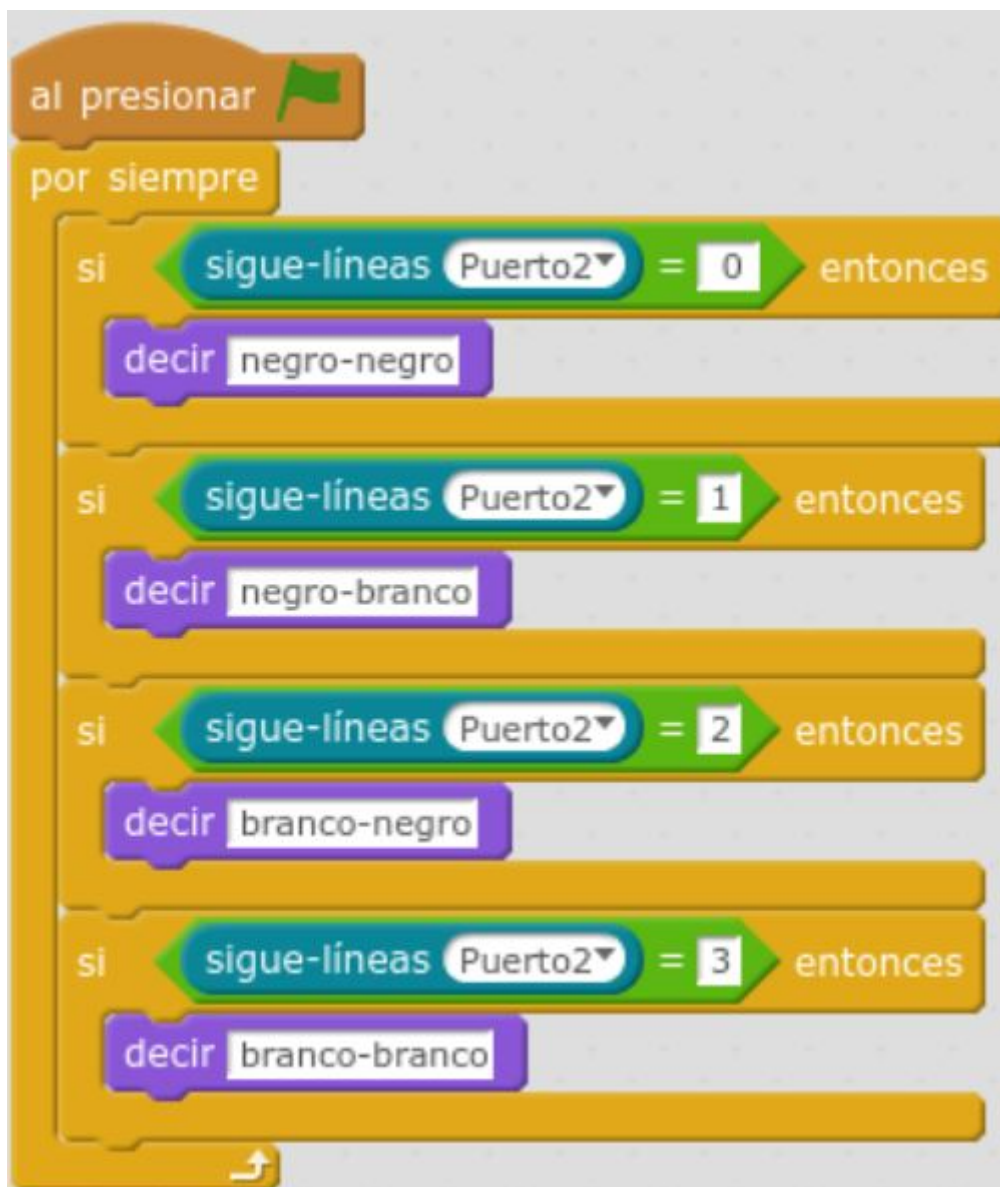 al presionar
por siempre
si sigue-líneas Puerto2 = 0 entonces
decir negro-negro
si sigue-líneas Puerto2 = 1 entonces
decir negro-branco
si sigue-líneas Puerto2 = 2 entonces
decir branco-negro
si sigue-líneas Puerto2 = 3 entonces
decir branco-branco